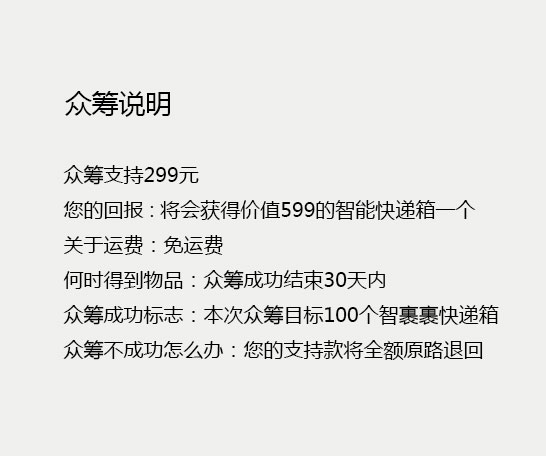 众筹说明
众筹支持299元
您的回报：将会获得价值599的智能快递箱一个
关于运费：免运费
何时得到物品：众筹成功结束30天内
众筹成功标志：本次众筹目标100个智裹裹快递箱
众筹不成功怎么办：您的支持款将全额原路退回